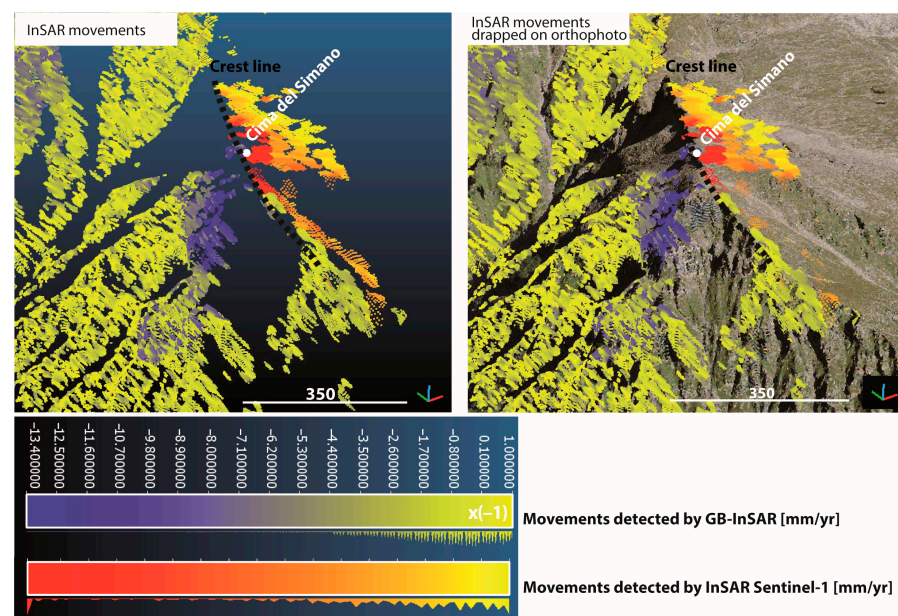 InSAR movements
Crest line
Cima del Simano
350
InSAR movements
drapped on orthophoto
Crest line
Cima del Simano
350
−13.400000
−12.500000
−11.600000
−10.700000
−9.800000
−8.900000
−8.000000
−7.100000
−6.200000
−5.300000
−4.400000
−3.500000
−2.600000
−1.700000
−0.800000
0.100000
1.000000
x(−1)
Movements detected by GB-InSAR [mm/yr]
Movements detected by InSAR Sentinel-1 [mm/yr]